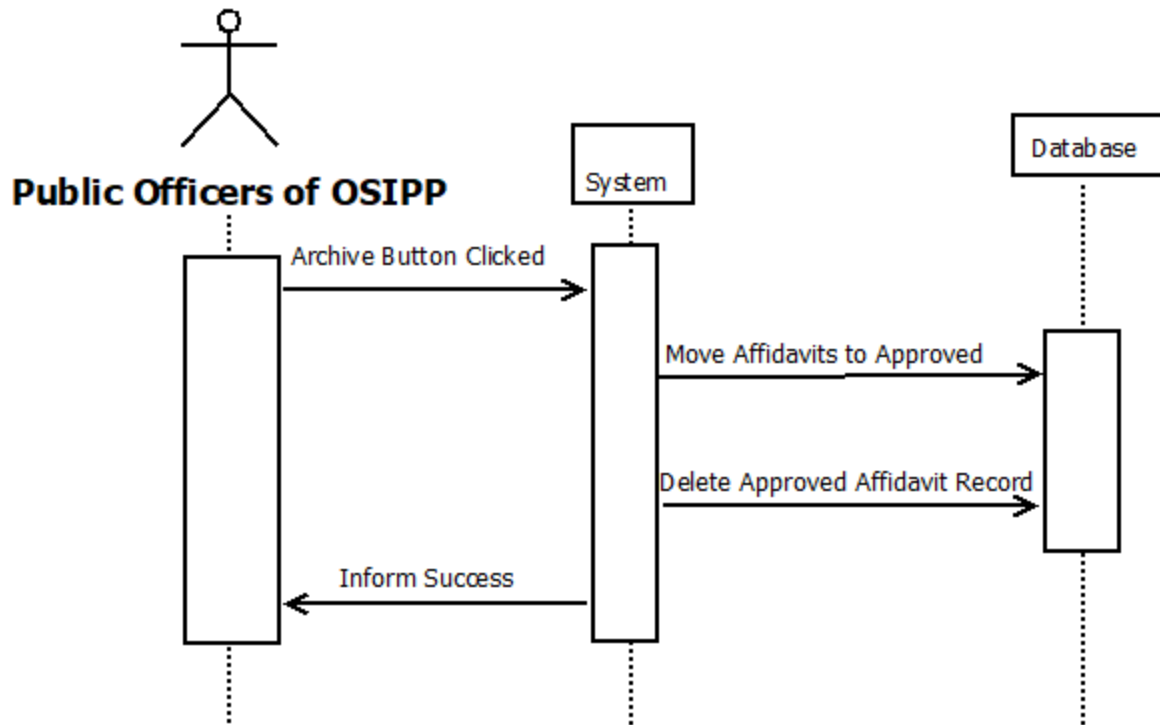 Public Officers of OSIPP
System
Database
Archive Button Clicked
Move Affidavits to Approved
Delete Approved Affidavit Record
Inform Success